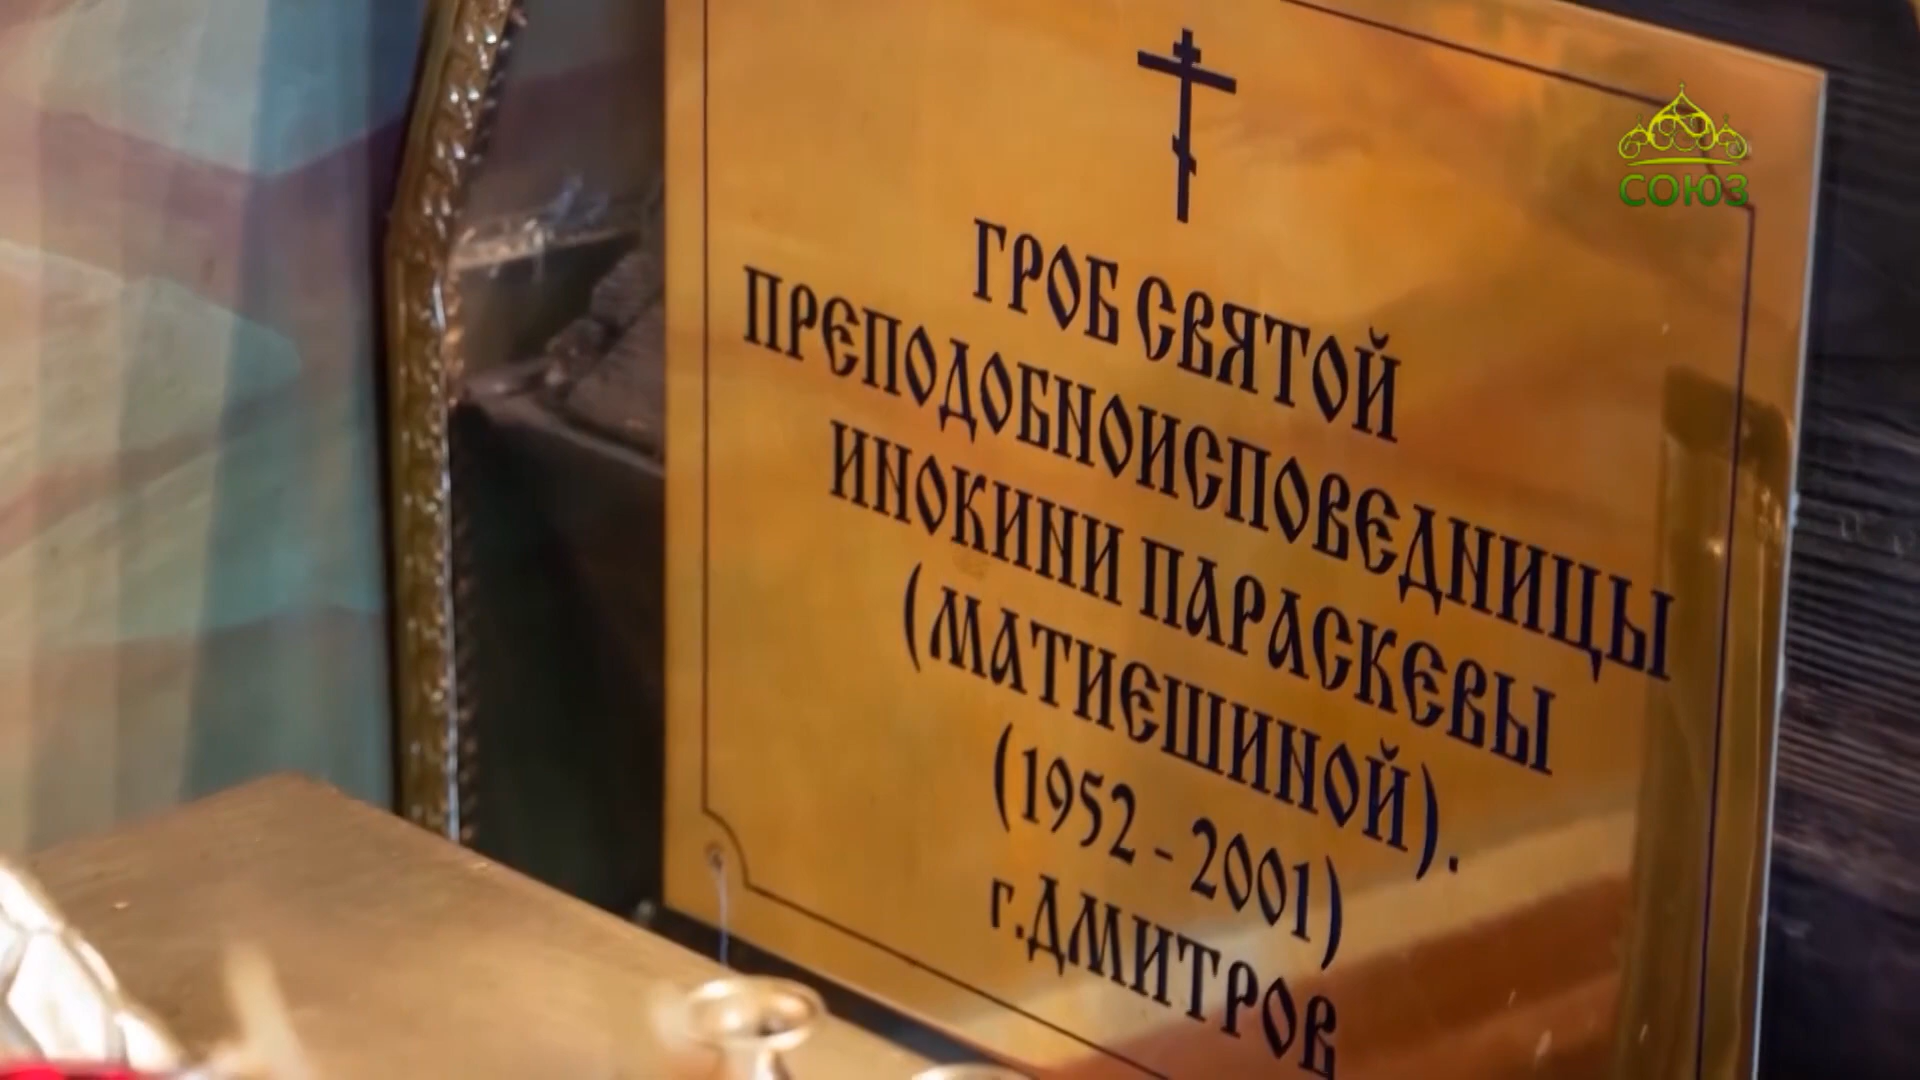 СОЮЗ
ГРОБ СВЯТОЙ
ПРЕПОДОБНОИСПОВЕДНИЦЫ
ИНОКИНИ ПАРАСКЕВЫ
(МАТИЕШИНОЙ).
(1952 - 2001)
г.ДМИТРОВ